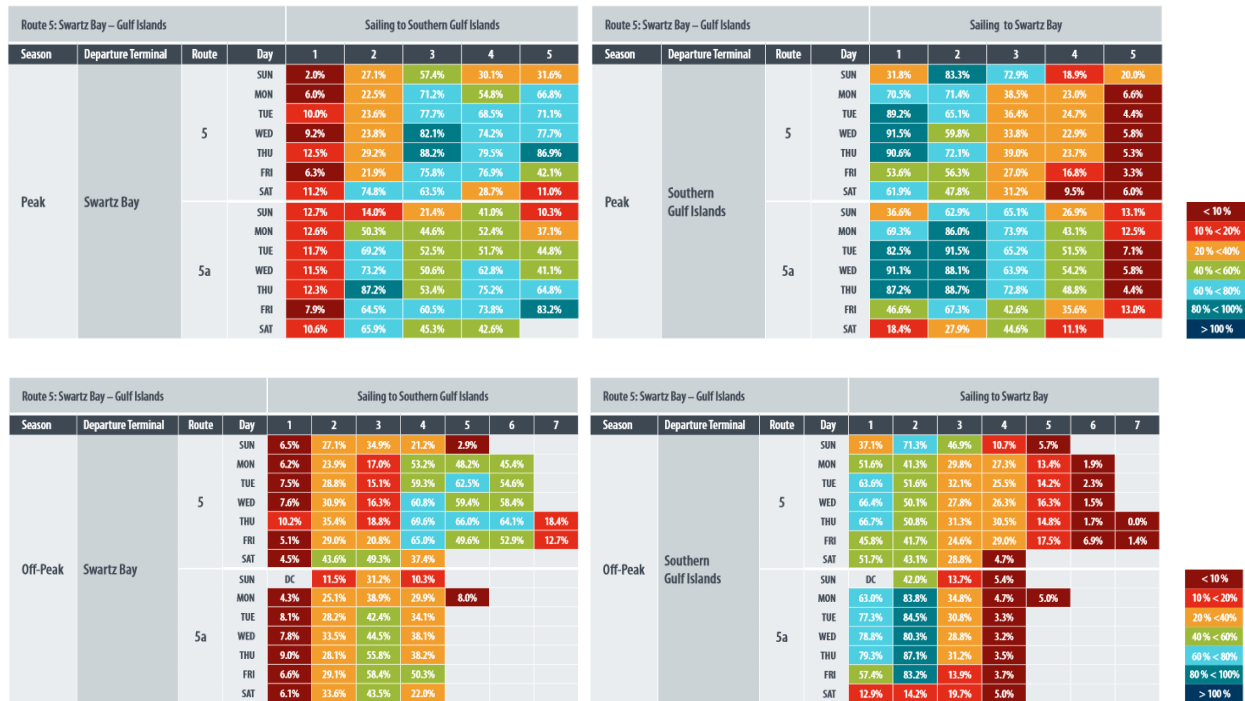 Route 5: Swartz Bay – Gulf Islands Sailing to Southern Gulf Islands
Season Departure Terminal Route Day 1 2 3 4 5
SUN 2.0% 27.1% 57.4% 30.1% 31.6%
MON 6.0% 22.5% 71.2% 54.8% 66.8%
TUE 10.0% 23.6% 77.7% 68.5% 71.1%
5 WED 9.2% 23.8% 82.1% 74.2% 77.7%
THU 12.5% 29.2% 88.2% 79.5% 86.9%
FRI 6.3% 21.9% 75.8% 76.9% 42.1%
Peak Swartz Bay SAT 11.2% 74.8% 63.5% 28.7% 11.0%
SUN 12.7% 14.0% 21.4% 41.0% 10.3%
MON 12.6% 50.3% 44.6% 52.4% 37.1%
TUE 11.7% 69.2% 52.5% 51.7% 44.8%
5a WED 11.5% 73.2% 50.6% 62.8% 41.1%
THU 12.3% 87.2% 53.4% 75.2% 64.8%
FRI 7.9% 64.5% 60.5% 73.8% 83.2%
SAT 10.6% 65.9% 45.3% 42.6%
Route 5: Swartz Bay – Gulf Islands Sailing to Swartz Bay
Season Departure Terminal Route Day 1 2 3 4 5
SUN 31.8% 83.3% 72.9% 18.9% 20.0%
MON 70.5% 71.4% 38.5% 23.0% 6.6%
TUE 89.2% 65.1% 36.4% 24.7% 4.4%
5 WED 91.5% 59.8% 33.8% 22.9% 5.8%
THU 90.6% 72.1% 39.0% 23.7% 5.3%
FRI 53.6% 56.3% 27.0% 16.8% 3.3%
Peak Southern Gulf Islands SAT 61.9% 47.8% 31.2% 9.5% 6.0%
SUN 36.6% 62.9% 65.1% 26.9% 13.1%
MON 69.3% 86.0% 73.9% 43.1% 12.5%
TUE 82.5% 91.5% 65.2% 51.5% 7.1%
5a WED 91.1% 88.1% 63.9% 54.2% 5.8%
THU 87.2% 88.7% 72.8% 48.8% 4.4%
FRI 46.6% 67.3% 42.6% 35.6% 13.0%
SAT 18.4% 27.9% 44.6% 11.1%
< 10 %
10 % < 20%
20 % <40%
40 % < 60%
60 % < 80%
80 % < 100%
> 100 %
Route 5: Swartz Bay – Gulf Islands Sailing to Southern Gulf Islands
Season Departure Terminal Route Day 1 2 3 4 5 6 7
SUN 6.5% 27.1% 34.9% 21.2% 2.9%
MON 6.2% 23.9% 17.0% 53.2% 48.2% 45.4%
TUE 7.5% 28.8% 15.1% 59.3% 62.5% 54.6%
5 WED 7.6% 30.9% 16.3% 60.8% 59.4% 58.4%
THU 10.2% 35.4% 18.8% 69.6% 66.0% 64.1% 18.4%
FRI 5.1% 29.0% 20.8% 65.0% 49.6% 52.9% 12.7%
Off-Peak Swartz Bay SAT 4.5% 43.6% 49.3% 37.4%
SUN DC 11.5% 31.2% 10.3%
MON 4.3% 25.1% 38.9% 29.9% 8.0%
TUE 8.1% 28.2% 42.4% 34.1%
5a WED 7.8% 33.5% 44.5% 38.1%
THU 9.0% 28.1% 55.8% 38.2%
FRI 6.6% 29.1% 58.4% 50.3%
SAT 6.1% 33.6% 43.5% 22.0%
Route 5: Swartz Bay – Gulf Islands Sailing to Swartz Bay
Season Departure Terminal Route Day 1 2 3 4 5 6 7
SUN 37.1% 71.3% 46.9% 10.7% 5.7%
MON 51.6% 41.3% 29.8% 27.3% 13.4% 1.9%
TUE 63.6% 51.6% 32.1% 25.5% 14.2% 2.3%
5 WED 66.4% 50.1% 27.8% 26.3% 16.3% 1.5%
THU 66.7% 50.8% 31.3% 30.5% 14.8% 1.7% 0.0%
FRI 45.8% 41.7% 24.6% 29.0% 17.5% 6.9% 1.4%
Off-Peak Southern Gulf Islands SAT 51.7% 43.1% 28.8% 4.7%
SUN DC 42.0% 13.7% 5.4%
MON 63.0% 83.8% 34.8% 4.7% 5.0%
TUE 77.3% 84.5% 30.8% 3.3%
5a WED 78.8% 80.3% 28.8% 3.2%
THU 79.3% 87.1% 31.2% 3.5%
FRI 57.4% 83.2% 13.9% 3.7%
SAT 12.9% 14.2% 19.7% 5.0%
< 10 %
10 % < 20%
20 % <40%
40 % < 60%
60 % < 80%
80 % < 100%
> 100 %